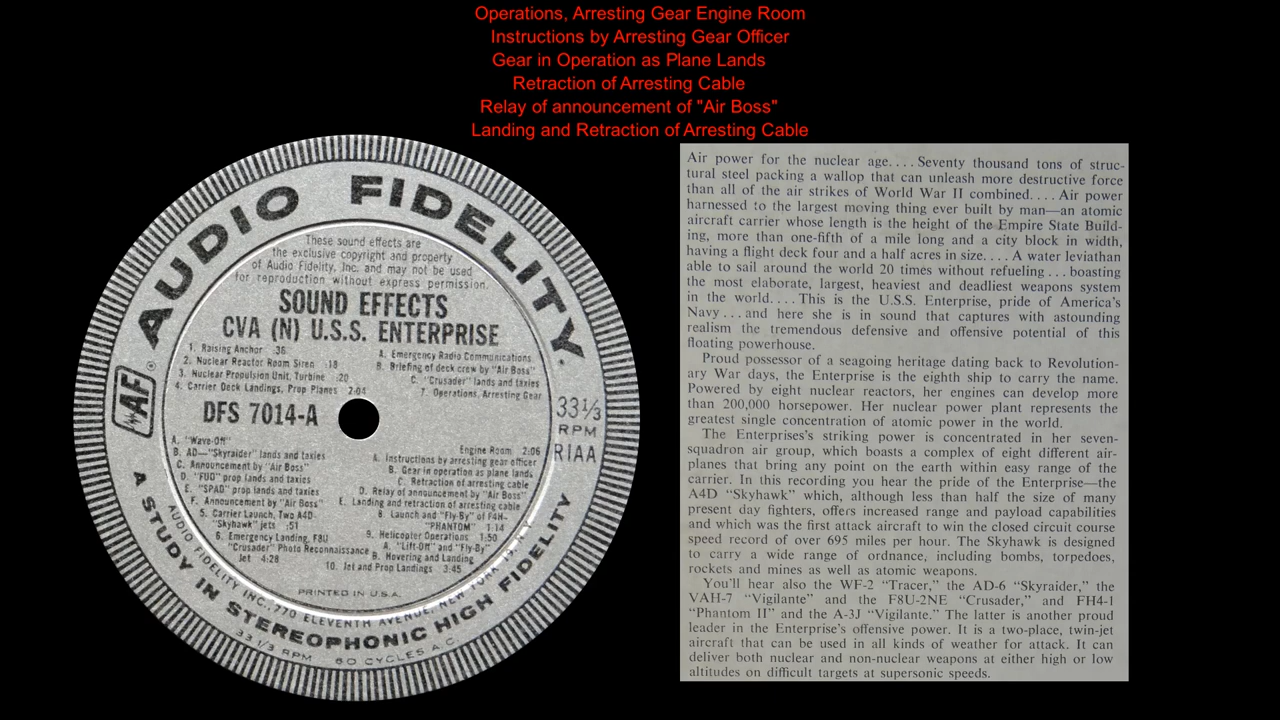 Operations, Arresting Gear Engine Room
Instructions by Arresting Gear Officer
Gear in Operation as Plane Lands
Retraction of Arresting Cable
Relay of announcement of "Air Boss"
Landing and Retraction of Arresting Cable
AUDIO FIDELITY®
These sound effects are
the exclusive copyright and property
of Audio Fidelity, Inc. and may not be used
for reproduction without express permission.
SOUND EFFECTS
CVA (N) U.S.S. ENTERPRISE
1. Raising Anchor :36
2. Nuclear Reactor Room Siren :18
3. Nuclear Propulsion Unit, Turbine :20
4. Carrier Deck Landings, Prop Planes 2:04
A. Emergency Radio Communications
B. Briefing of deck crew by "Air Boss"
C. "Crusader" lands and taxies
7. Operations, Arresting Gear
AF
DFS 7014-A
33 1/3
RPM
RIAA
A. "Wave-Off"
B. AD—"Skyraider" lands and taxies
C. Announcement by "Air Boss"
D. "FUD" prop lands and taxies
E. "SPAD" prop lands and taxies
F. Announcement by "Air Boss"
5. Carrier Launch, Two A4D
"Skyhawk" jets :51
6. Emergency Landing, F8U
"Crusader" Photo Reconnaissance
Jet 4:28
Engine Room 2:06
A. Instructions by arresting gear officer
B. Gear in operation as plane lands
C. Retraction of arresting cable
D. Relay of announcement by "Air Boss"
E. Landing and retraction of arresting cable
8. Launch and "Fly-By" of F4H-
"PHANTOM" 1:14
9. Helicopter Operations 1:50
A. "Lift-Off" and "Fly-By"
B. Hovering and Landing
10. Jet and Prop Landings 3:45
PRINTED IN U.S.A.
AUDIO FIDELITY INC., 770 ELEVENTH AVENUE, NEW YORK 19, N.Y.
A STUDY IN STEREOPHONIC HIGH FIDELITY
33 1/3 RPM 60 CYCLES A.C.
Air power for the nuclear age.... Seventy thousand tons of struc-
tural steel packing a wallop that can unleash more destructive force
than all of the air strikes of World War II combined.... Air power
harnessed to the largest moving thing ever built by man—an atomic
aircraft carrier whose length is the height of the Empire State Build-
ing, more than one-fifth of a mile long and a city block in width,
having a flight deck four and a half acres in size.... A water leviathan
able to sail around the world 20 times without refueling... boasting
the most elaborate, largest, heaviest and deadliest weapons system
in the world.... This is the U.S.S. Enterprise, pride of America's
Navy... and here she is in sound that captures with astounding
realism the tremendous defensive and offensive potential of this
floating powerhouse.
Proud possessor of a seagoing heritage dating back to Revolution-
ary War days, the Enterprise is the eighth ship to carry the name.
Powered by eight nuclear reactors, her engines can develop more
than 200,000 horsepower. Her nuclear power plant represents the
greatest single concentration of atomic power in the world.
The Enterprises's striking power is concentrated in her seven-
squadron air group, which boasts a complex of eight different air-
planes that bring any point on the earth within easy range of the
carrier. In this recording you hear the pride of the Enterprise—the
A4D "Skyhawk" which, although less than half the size of many
present day fighters, offers increased range and payload capabilities
and which was the first attack aircraft to win the closed circuit course
speed record of over 695 miles per hour. The Skyhawk is designed
to carry a wide range of ordnance, including bombs, torpedoes,
rockets and mines as well as atomic weapons.
You'll hear also the WF-2 "Tracer," the AD-6 "Skyraider," the
VAH-7 "Vigilante" and the F8U-2NE "Crusader," and FH4-1
"Phantom II" and the A-3J "Vigilante." The latter is another proud
leader in the Enterprise's offensive power. It is a two-place, twin-jet
aircraft that can be used in all kinds of weather for attack. It can
deliver both nuclear and non-nuclear weapons at either high or low
altitudes on difficult targets at supersonic speeds.